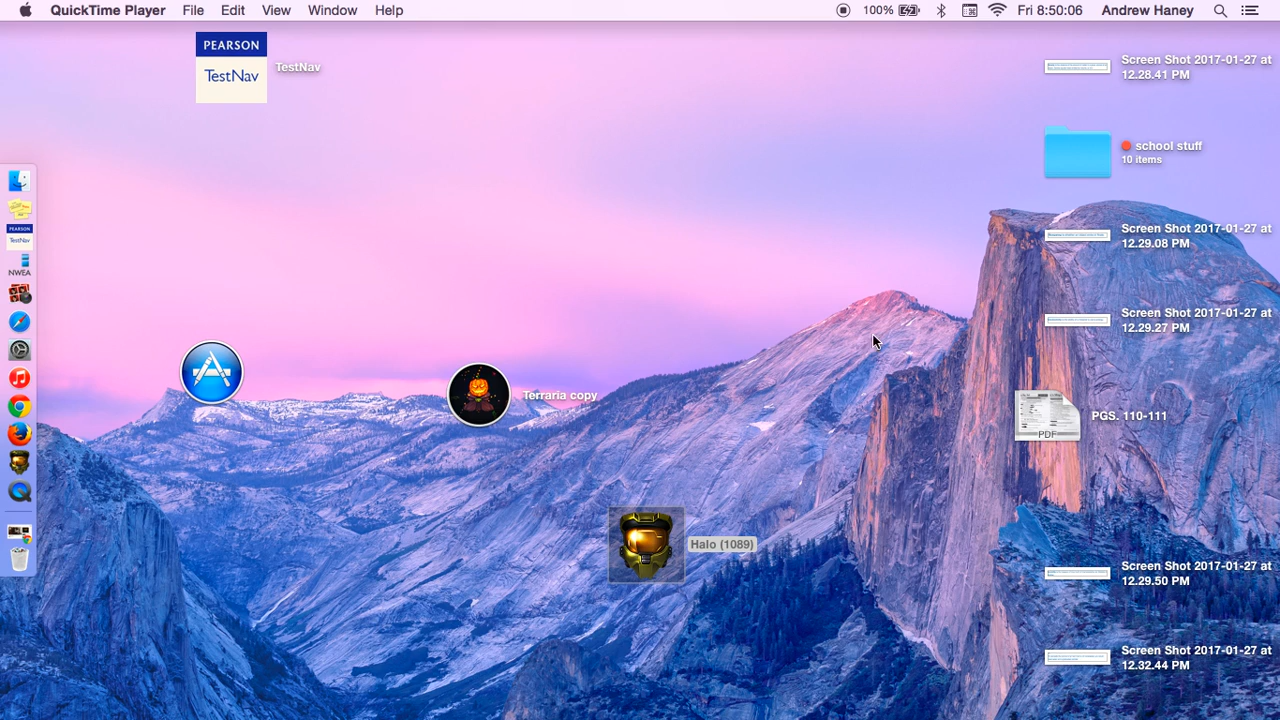 QuickTime Player File Edit View Window Help 100% Fri 8:50:06 Andrew Haney
PEARSON
TestNav
TestNav
Screen Shot 2017-01-27 at
12.28.41 PM
school stuff
10 items
PEARSON
TestNav
NWEA
Screen Shot 2017-01-27 at
12.29.08 PM
Screen Shot 2017-01-27 at
12.29.27 PM
Terraria copy
PGS. 110-111
PDF
Halo (1089)
Screen Shot 2017-01-27 at
12.29.50 PM
Screen Shot 2017-01-27 at
12.32.44 PM